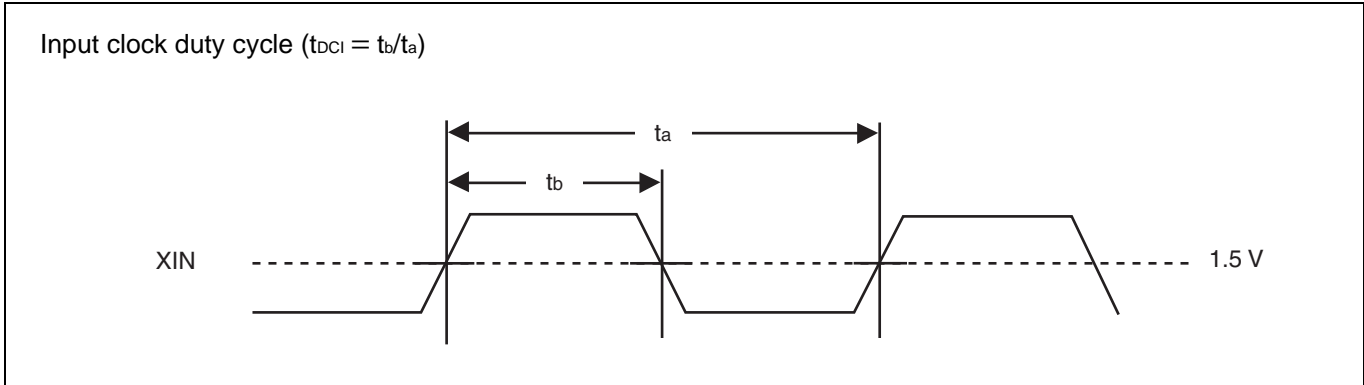 Input clock duty cycle (tDCI = tb/ta)
ta
tb
XIN
1.5 V